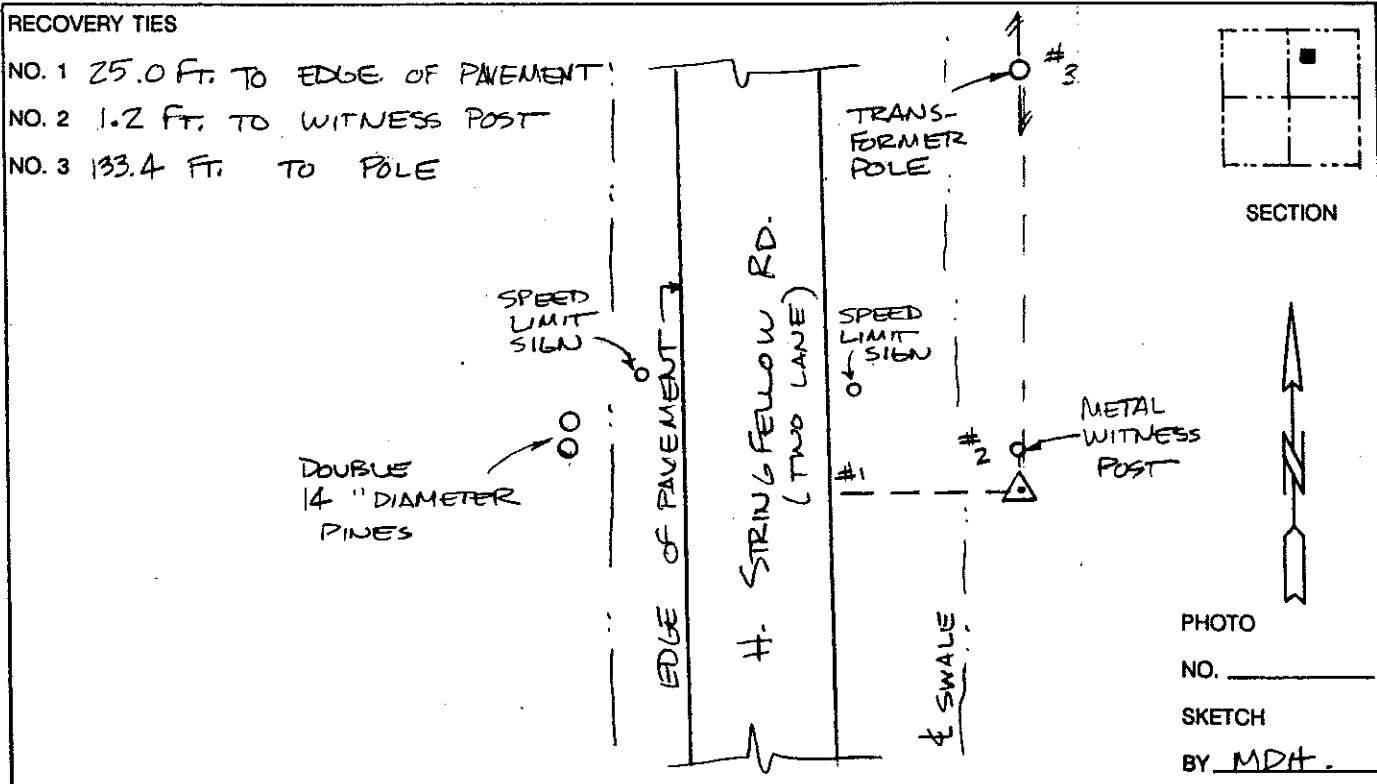 RECOVERY TIES
NO. 1 25.0 FT. TO EDGE OF PAVEMENT
NO. 2 1.2 FT. TO WITNESS POST
NO. 3 133.4 FT. TO POLE
#3
TRANS-
FORMER
POLE
SECTION
SPEED
LIMIT
SIGN
EDGE OF PAVEMENT
H. STRINGFELLOW RD.
(TWO LANE)
SPEED
LIMIT
SIGN
DOUBLE
14" DIAMETER
PINES
#1
#2
METAL
WITNESS
POST
N
℄ SWALE
PHOTO
NO.
SKETCH
BY MDH.